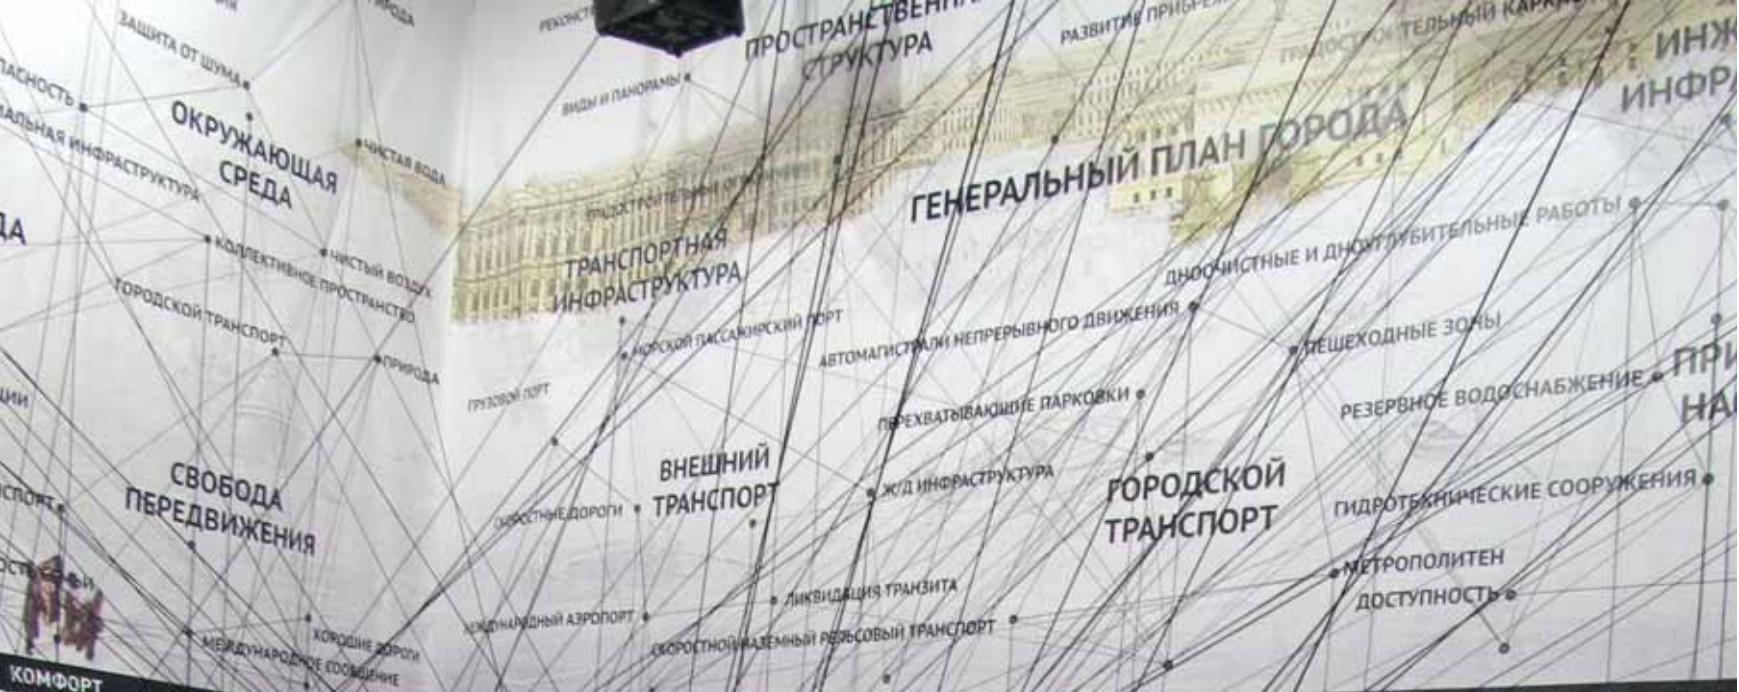 ЗАЩИТА ОТ ШУМА
ОКРУЖАЮЩАЯ
СРЕДА
ЧИСТАЯ ВОДА
КОЛЛЕКТИВНОЕ ПРОСТРАНСТВО
ЧИСТЫЙ ВОЗДУХ
ГОРОДСКОЙ ТРАНСПОРТ
ПРИРОДА
СВОБОДА
ПЕРЕДВИЖЕНИЯ
ХОРОШИЕ ДОРОГИ
МЕЖДУНАРОДНОЕ СООБЩЕНИЕ
КОМФОРТ
ВИДЫ И ПАНОРАМЫ
СТРУКТУРА
РАЗВИТИЕ
ГЕНЕРАЛЬНЫЙ ПЛАН ГОРОДА
ТРАНСПОРТНАЯ
ИНФРАСТРУКТУРА
МОРСКОЙ ПАССАЖИРСКИЙ ПОРТ
ГРУЗОВОЙ ПОРТ
ВНЕШНИЙ
ТРАНСПОРТ
СКОРОСТНЫЕ ДОРОГИ
Ж/Д ИНФРАСТРУКТУРА
ЛИКВИДАЦИЯ ТРАНЗИТА
МЕЖДУНАРОДНЫЙ АЭРОПОРТ
СКОРОСТНОЙ НАЗЕМНЫЙ РЕЛЬСОВЫЙ ТРАНСПОРТ
ДНООЧИСТНЫЕ И ДНОУГЛУБИТЕЛЬНЫЕ РАБОТЫ
АВТОМАГИСТРАЛИ НЕПРЕРЫВНОГО ДВИЖЕНИЯ
ПЕШЕХОДНЫЕ ЗОНЫ
ПЕРЕХВАТЫВАЮЩИЕ ПАРКОВКИ
РЕЗЕРВНОЕ ВОДОСНАБЖЕНИЕ
ГОРОДСКОЙ
ТРАНСПОРТ
ГИДРОТЕХНИЧЕСКИЕ СООРУЖЕНИЯ
МЕТРОПОЛИТЕН
ДОСТУПНОСТЬ